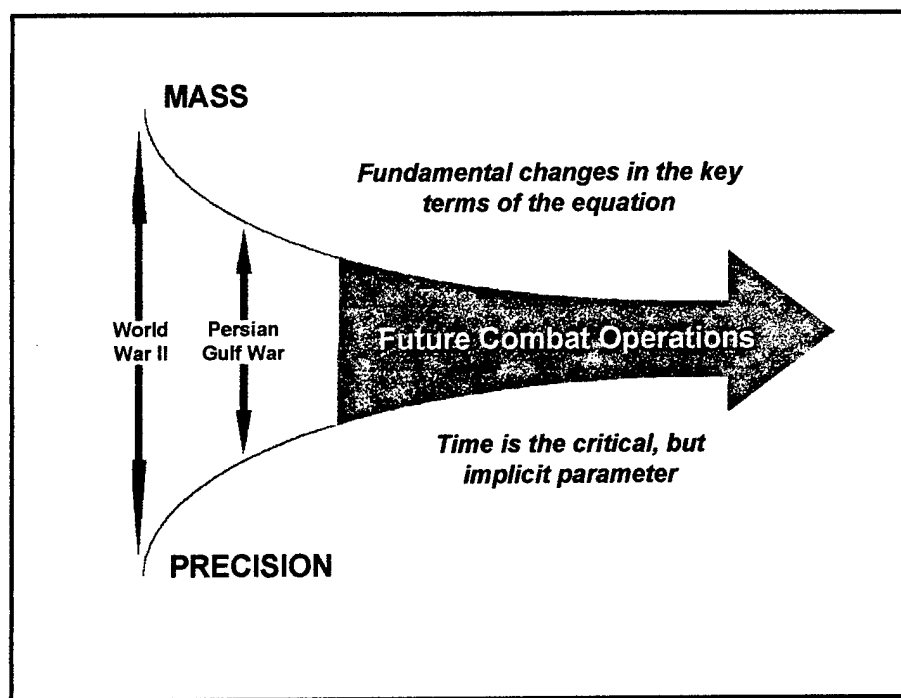 MASS
Fundamental changes in the key
terms of the equation
World
War II
Persian
Gulf War
Future Combat Operations
Time is the critical, but
implicit parameter
PRECISION